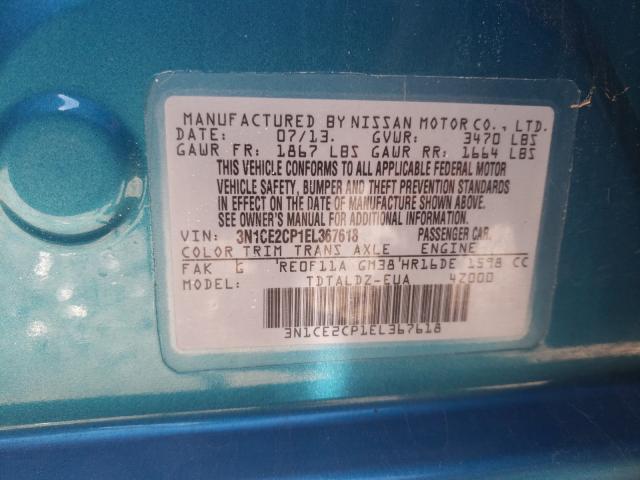 MANUFACTURED BY NISSAN MOTOR CO., LTD.
DATE: 07/13. GVWR: 3470 LBS
GAWR FR: 1867 LBS GAWR RR: 1664 LBS
THIS VEHICLE CONFORMS TO ALL APPLICABLE FEDERAL MOTOR
VEHICLE SAFETY, BUMPER AND THEFT PREVENTION STANDARDS
IN EFFECT ON THE DATE OF MANUFACTURE SHOWN ABOVE.
SEE OWNER'S MANUAL FOR ADDITIONAL INFORMATION.
VIN: 3N1CE2CP1EL367618 PASSENGER CAR.
COLOR TRIM TRANS AXLE ENGINE
FAK G RE0F11A GM38 HR16DE 1598 CC
MODEL: TDTALDZ-EUA 4Z000
3N1CE2CP1EL367618